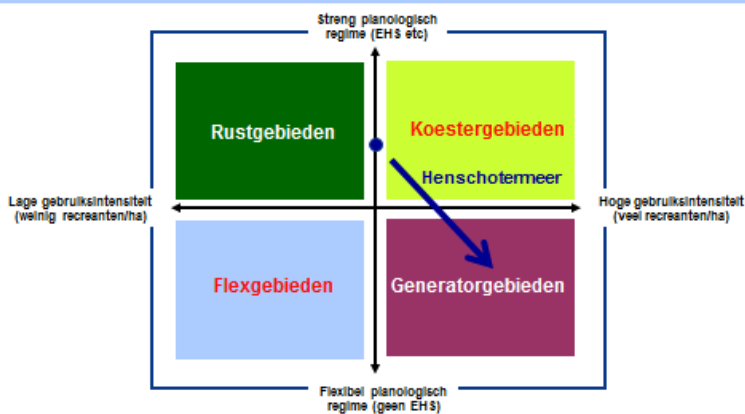 Streng planologisch
regime (EHS etc)
Rustgebieden
Koestergebieden
Henschotermeer
Lage gebruiksintensiteit
(weinig recreanten/ha)
Hoge gebruiksintensiteit
(veel recreanten/ha)
Flexgebieden
Generatorgebieden
Flexibel planologisch
regime (geen EHS)